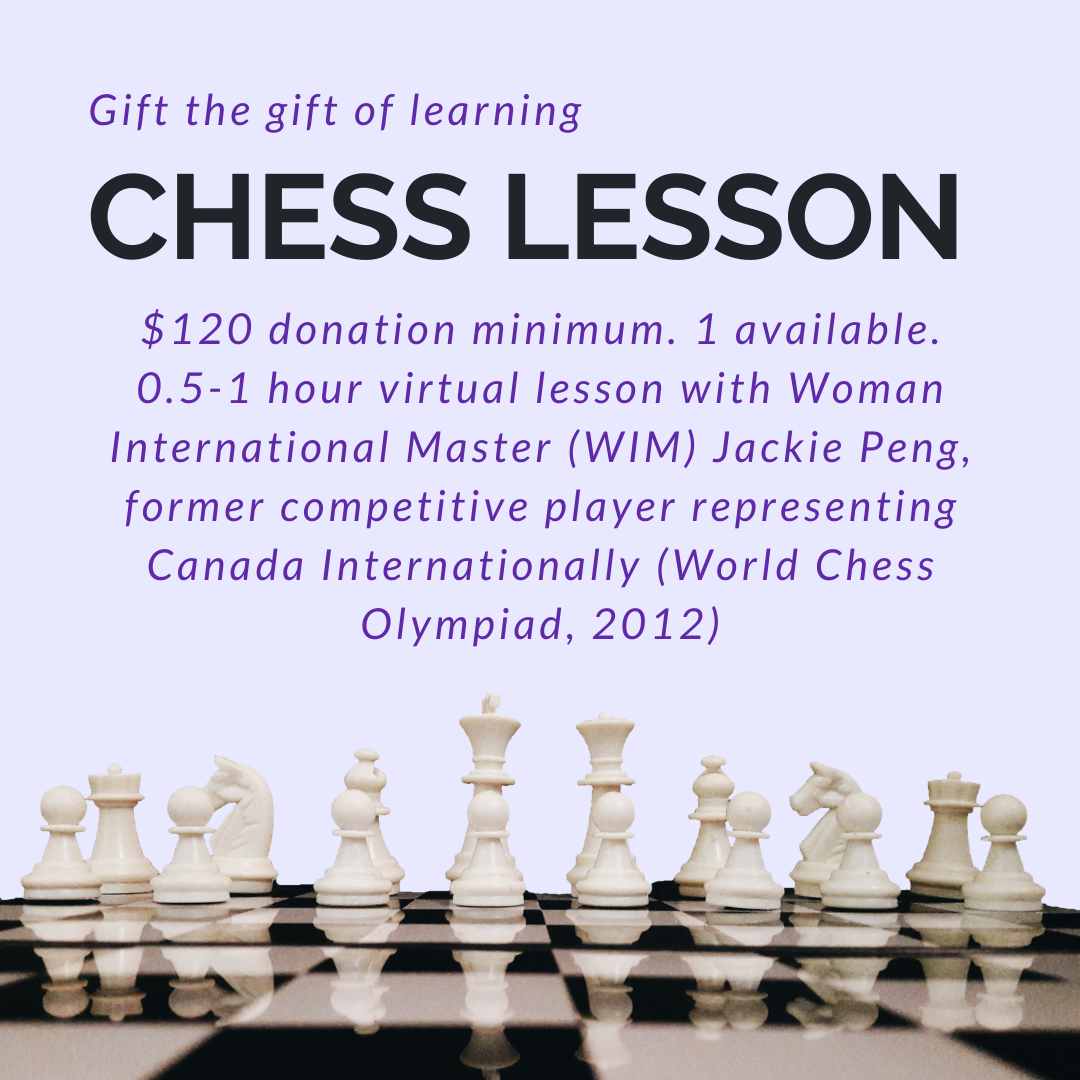 Gift the gift of learning
CHESS LESSON
$120 donation minimum. 1 available.
0.5-1 hour virtual lesson with Woman
International Master (WIM) Jackie Peng,
former competitive player representing
Canada Internationally (World Chess
Olympiad, 2012)